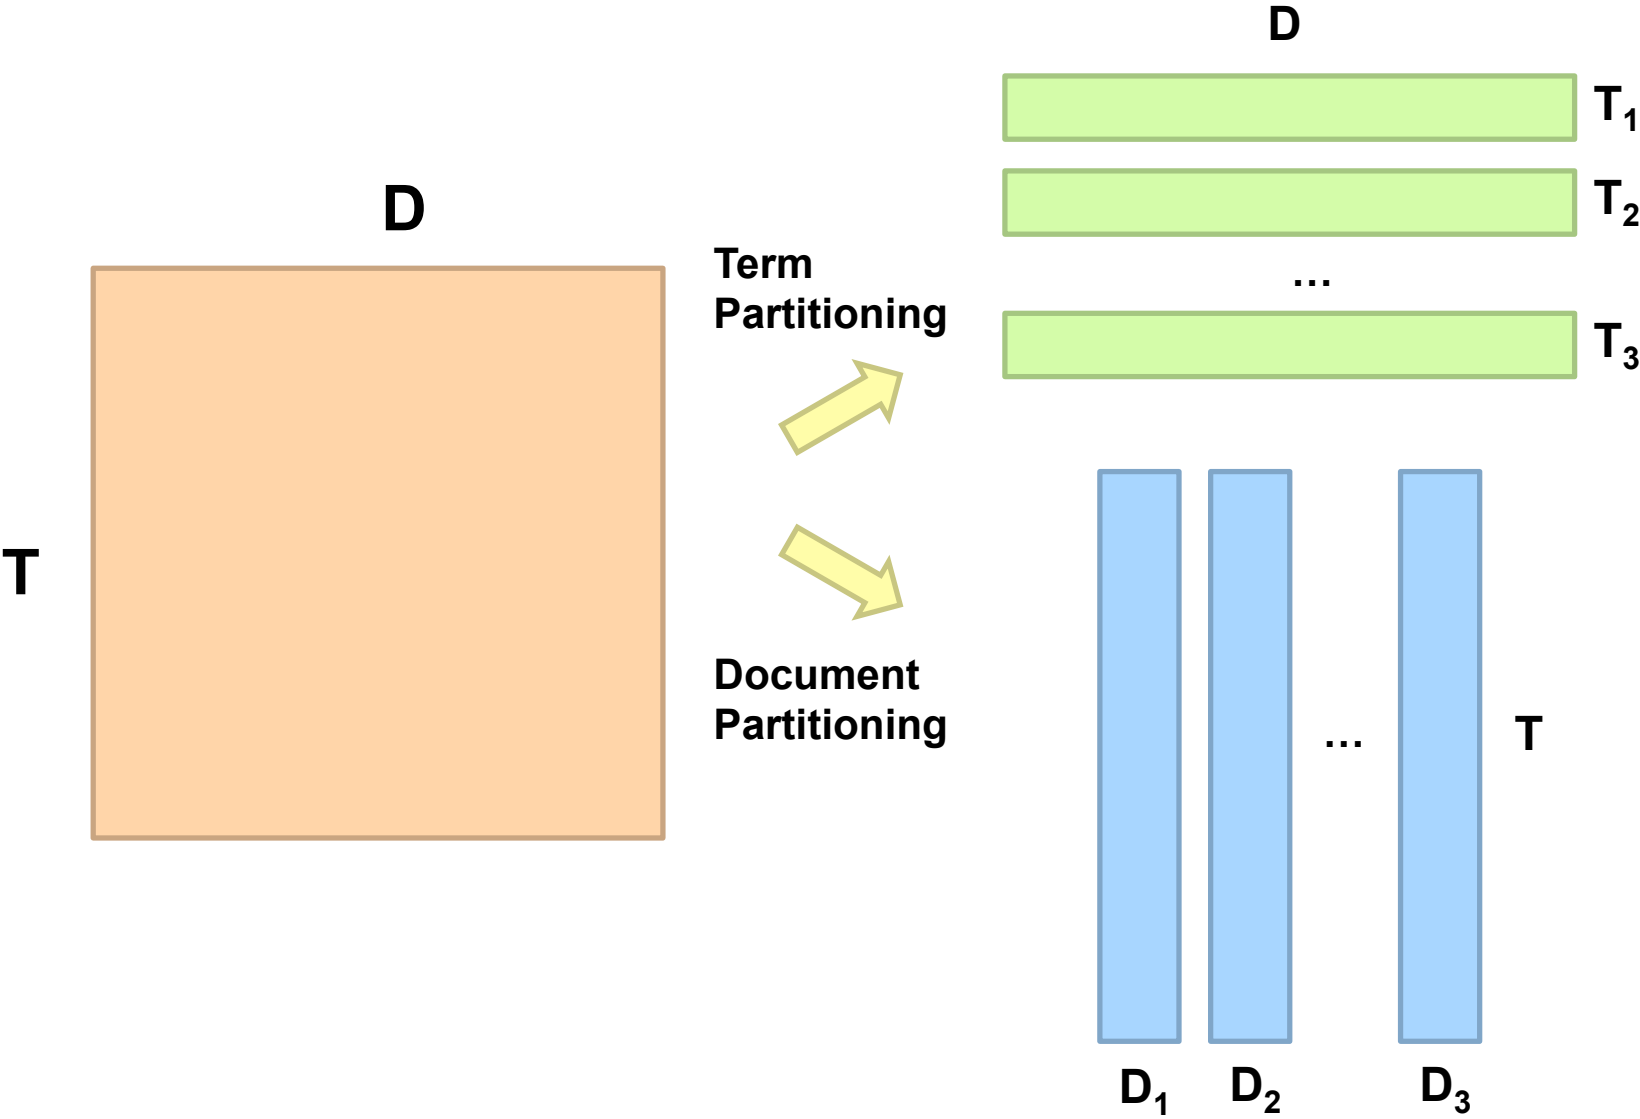 D
T
Term
Partitioning
Document
Partitioning
D
T1
T2
...
T3
...
T
D1
D2
D3